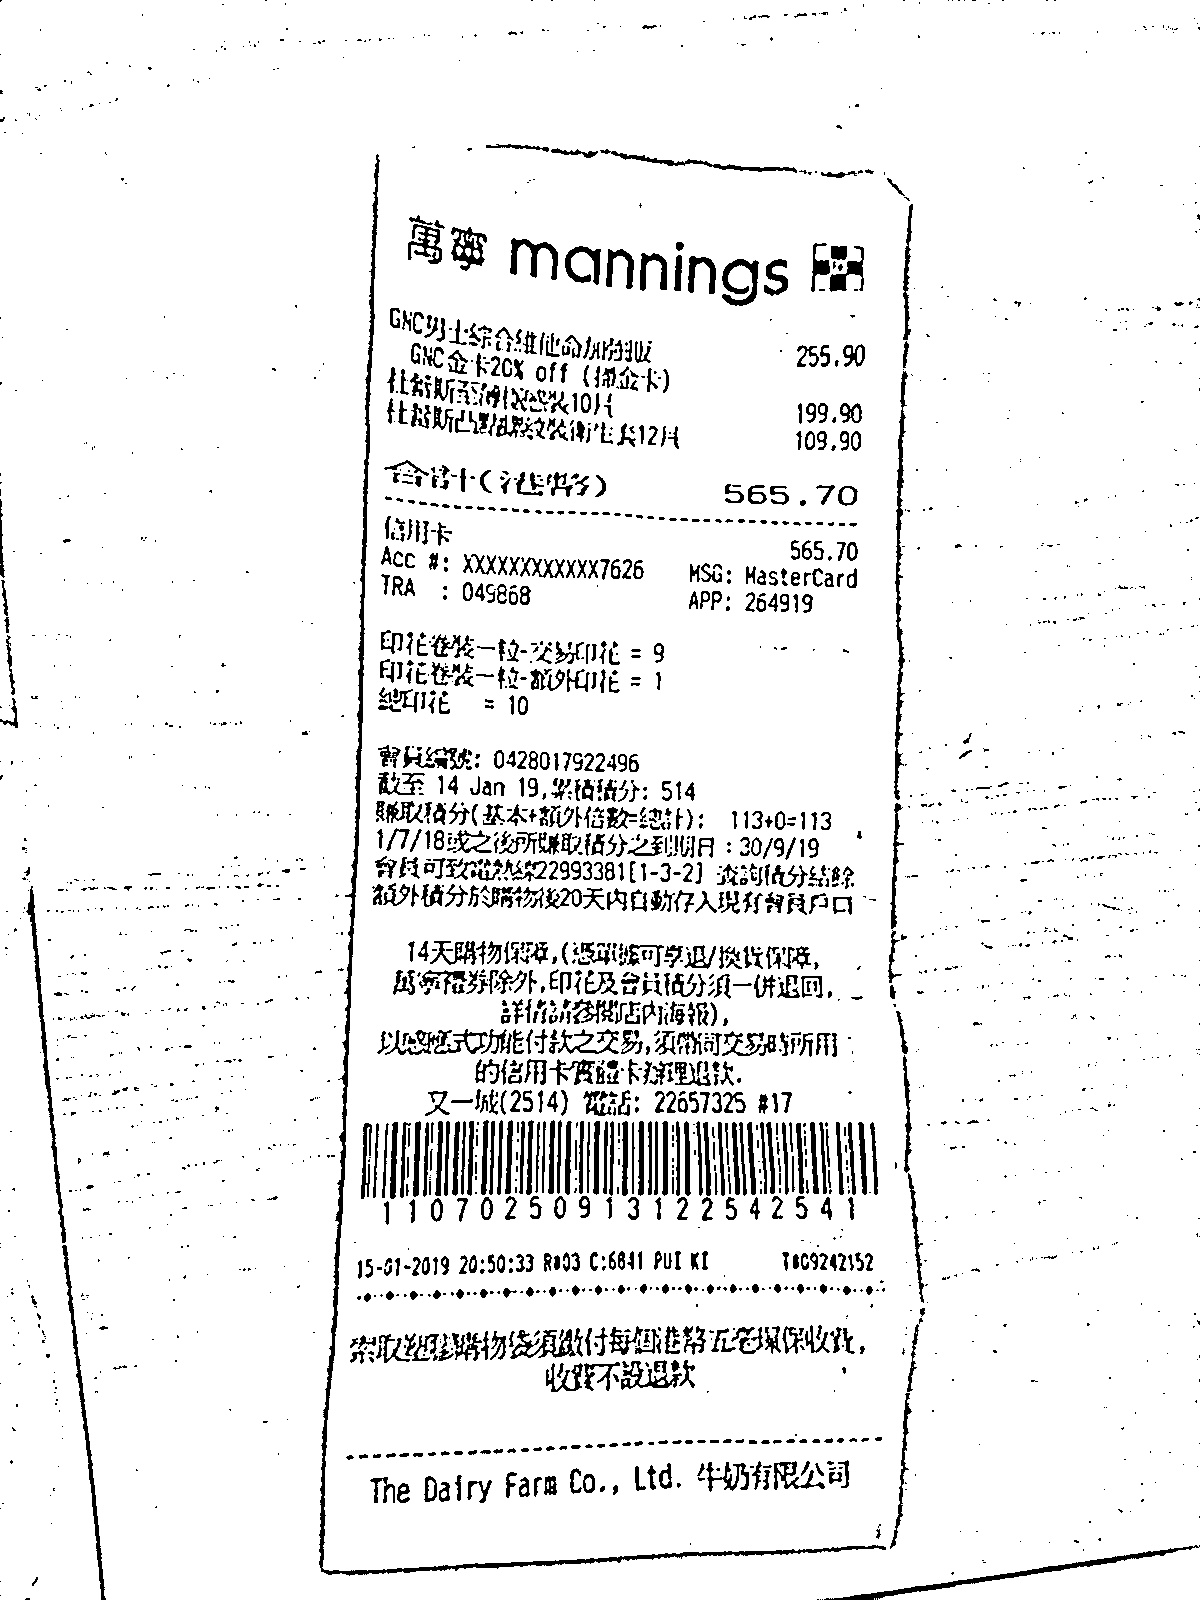 萬寧 mannings
GNC男士綜合維他命加強版 255.90
GNC金卡20% off (掃金卡)
杜蕾斯至薄快感裝10片 199.90
杜蕾斯凸點螺紋裝衛生套12片 109.90
合計(港幣) 565.70
信用卡 565.70
Acc #: XXXXXXXXXXXX7626 MSG: MasterCard
TRA : 049868 APP: 264919
印花卷裝一粒-交易印花 = 9
印花卷裝一粒-額外印花 = 1
總印花 = 10
會員編號: 0428017922496
截至 14 Jan 19,累積積分: 514
賺取積分(基本+額外倍數=總計): 113+0=113
1/7/18或之後所賺取積分之到期日:30/9/19
會員可致電熱線22993381[1-3-2] 查詢積分結餘
額外積分於購物後20天內自動存入現有會員戶口
14天購物保障,(憑單據可享退/換貨保障,
萬寧禮券除外,印花及會員積分須一併退回,
詳情請參閱店內海報),
以感應式功能付款之交易,須帶同交易時所用
的信用卡實體卡辦理退款.
又一城(2514) 電話: 22657325 #17
1107025091312254254​1
15-01-2019 20:50:33 R#03 C:6841 PUI KI T#09242152
索取塑膠購物袋須繳付每個港幣五毫環保收費,
收費不設退款
The Dairy Farm Co., Ltd. 牛奶有限公司